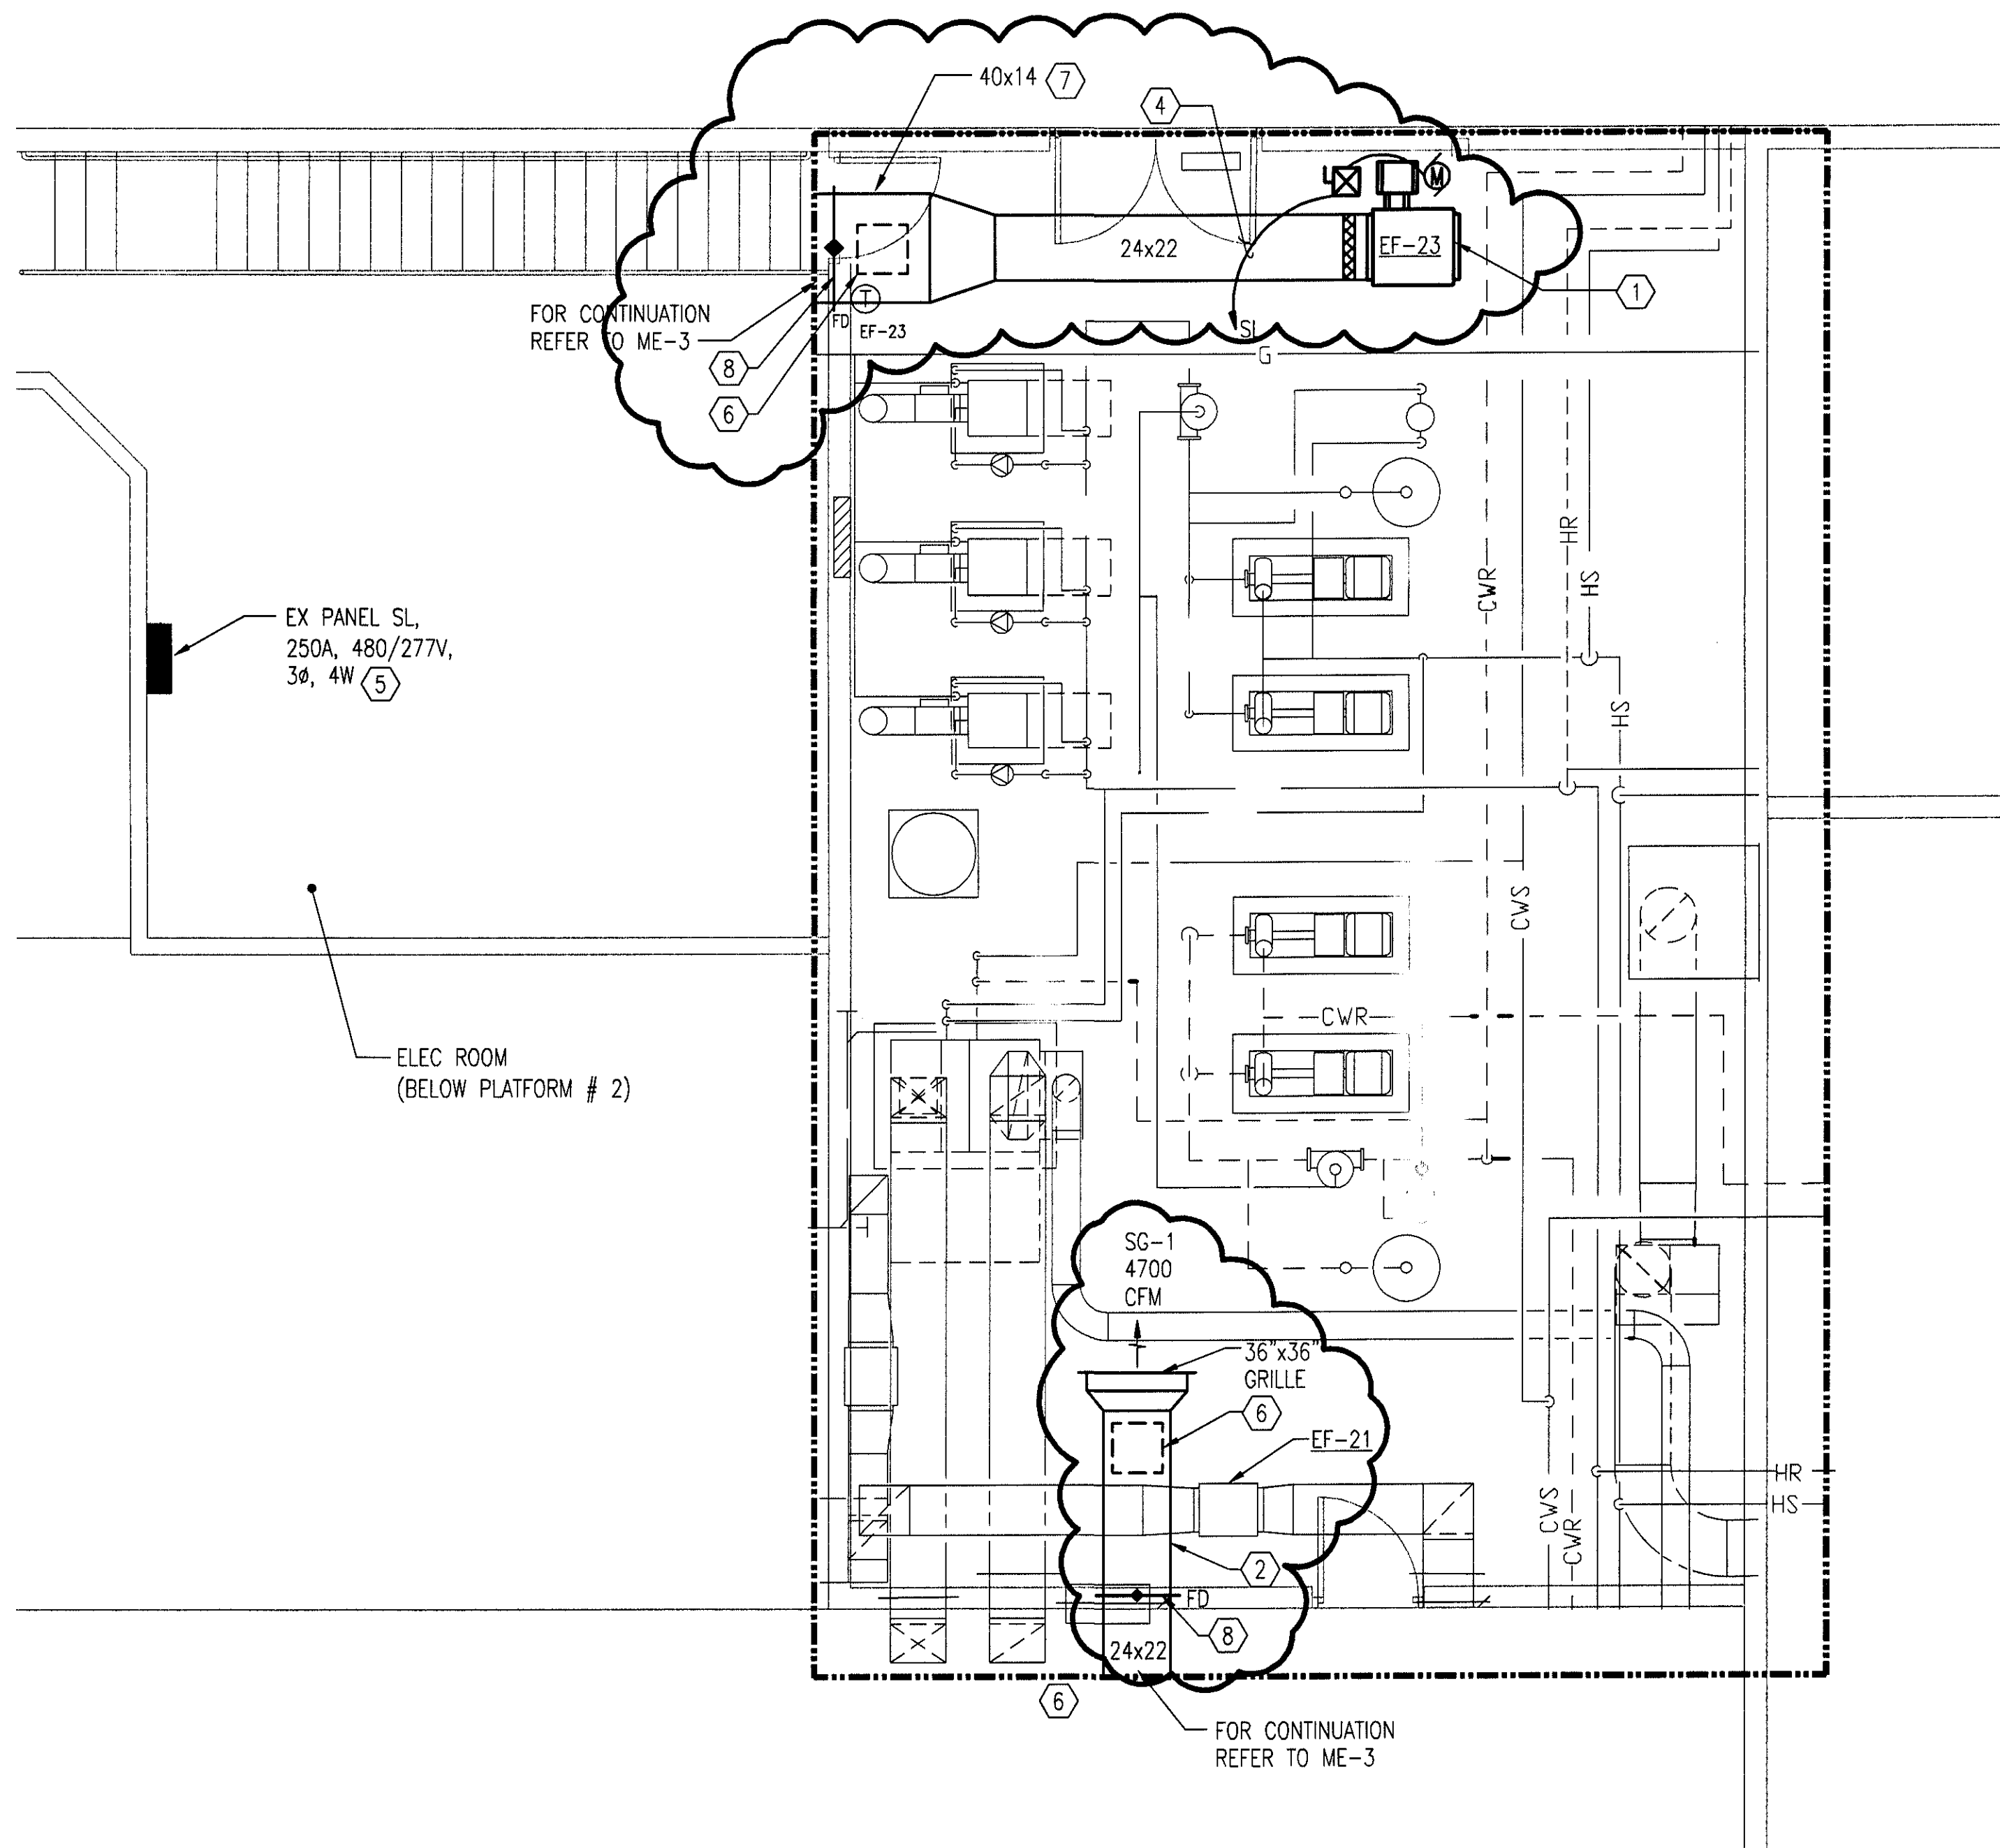 40x14 7
4
M
24x22
EF-23
1
FOR CONTINUATION
REFER TO ME-3
T
FD
EF-23
SL
G
8
6
HR
CWR
HS
EX PANEL SL,
250A, 480/277V,
3ø, 4W 5
HS
CWS
CWR
ELEC ROOM
(BELOW PLATFORM # 2)
SG-1
4700
CFM
36"x36"
GRILLE
6
EF-21
HR
HS
CWS
CWR
2
FD
8
24x22
6
FOR CONTINUATION
REFER TO ME-3